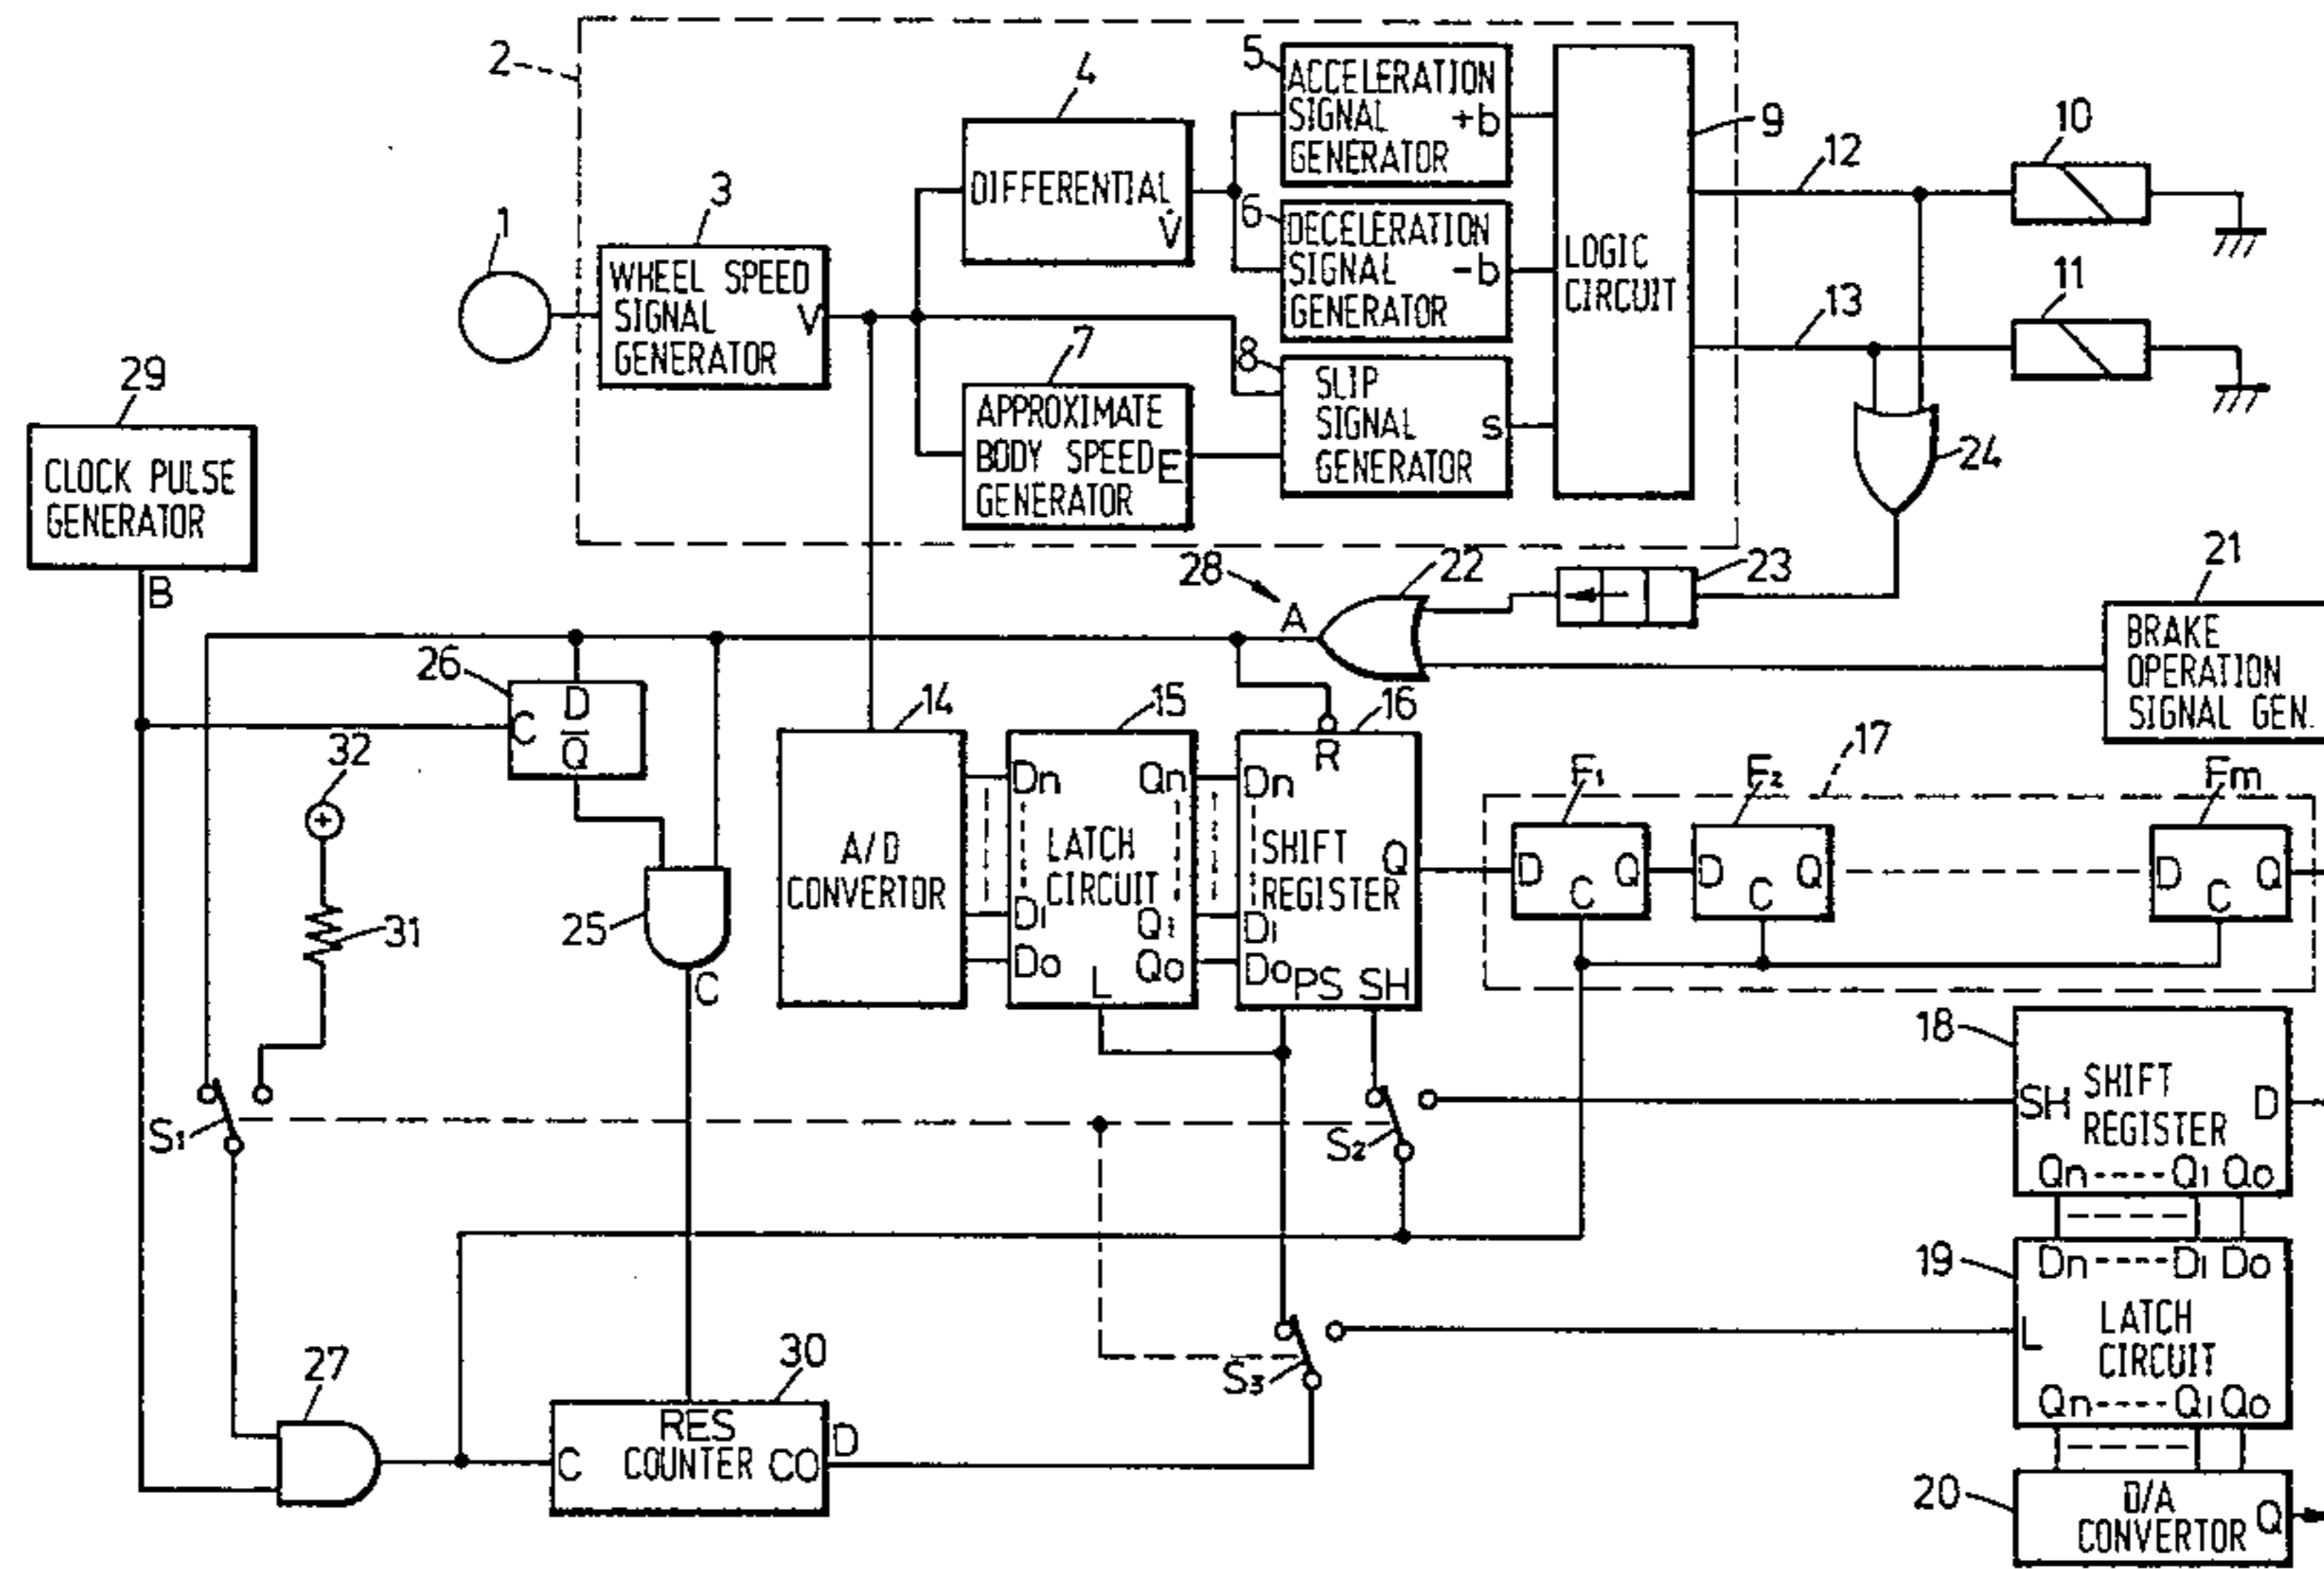 2
4
5
ACCELERATION
SIGNAL +b
GENERATOR
9
12
10
3
1
DIFFERENTIAL
V̇
6
DECELERATION
SIGNAL -b
GENERATOR
LOGIC
CIRCUIT
WHEEL SPEED
SIGNAL V
GENERATOR
11
13
7
8
SLIP
SIGNAL s
GENERATOR
APPROXIMATE
BODY SPEED E
GENERATOR
24
29
CLOCK PULSE
GENERATOR
B
28
A
22
23
21
BRAKE
OPERATION
SIGNAL GEN.
26
D
C
Q̅
32
31
25
C
14
A/D
CONVERTOR
15
Dn Qn
LATCH
CIRCUIT
D1 Q1
D0 Q0
L
16
R
Dn
SHIFT Q
REGISTER
D1
D0 PS SH
17
F1 F2 Fm
D Q D Q D Q
C C C
S1
S2
18
SHIFT
SH D
REGISTER
Qn---- Q1 Q0
19
Dn----D1 D0
LATCH
L
CIRCUIT
Qn----Q1 Q0
S3
27
30
RES
C COUNTER CO
D
20
D/A
CONVERTOR Q